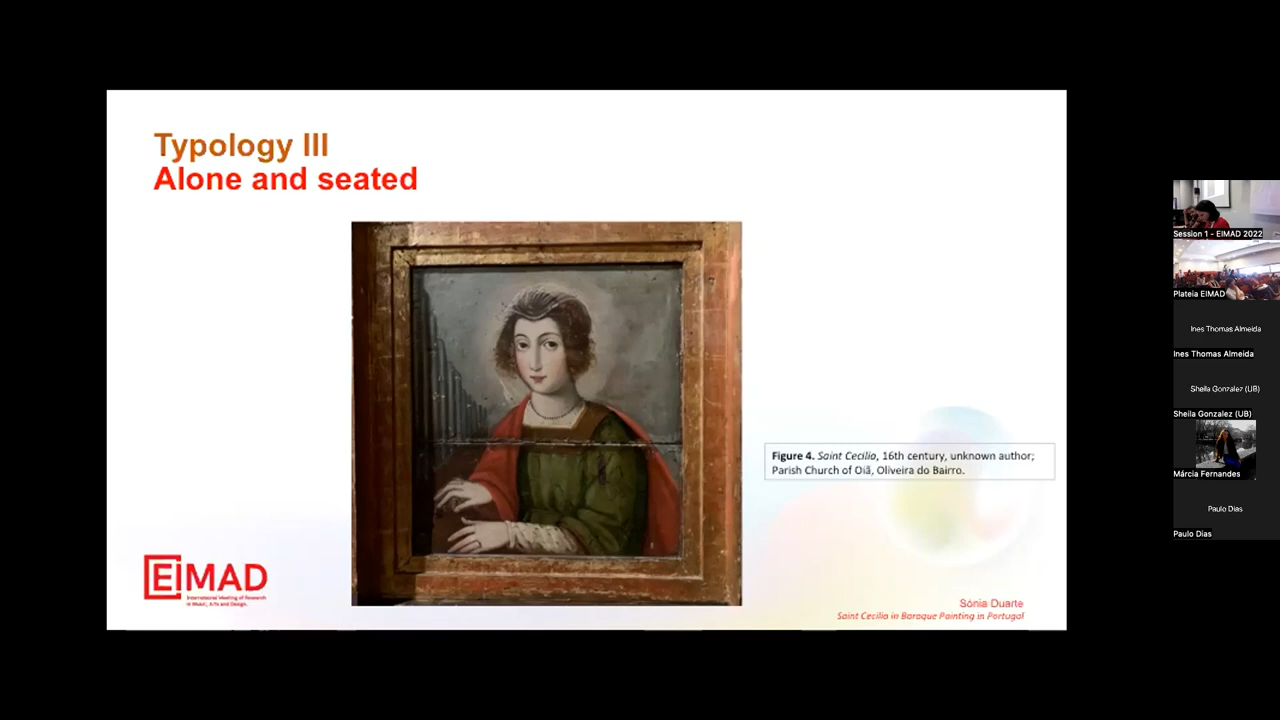 Typology III
Alone and seated
Figure 4. Saint Cecilia, 16th century, unknown author;
Parish Church of Oiã, Oliveira do Bairro.
EIMAD
International Meeting of Research
in Music, Arts and Design.
Sónia Duarte
Saint Cecilia in Baroque Painting in Portugal
Session 1 - EIMAD 2022
Plateia EIMAD
Ines Thomas Almeida
Ines Thomas Almeida
Sheila Gonzalez (UB)
Sheila Gonzalez (UB)
Márcia Fernandes
Paulo Dias
Paulo Dias